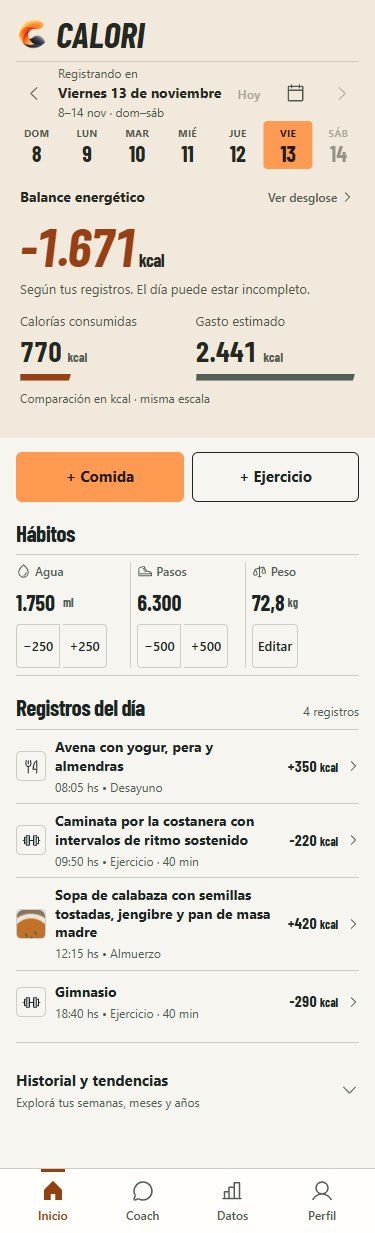 CALORI
Registrando en
Viernes 13 de noviembre
Hoy
8–14 nov · dom–sáb
DOM LUN MAR MIÉ JUE VIE SÁB
8 9 10 11 12 13 14
Balance energético
Ver desglose
-1.671 kcal
Según tus registros. El día puede estar incompleto.
Calorías consumidas
Gasto estimado
770 kcal
2.441 kcal
Comparación en kcal · misma escala
+ Comida
+ Ejercicio
Hábitos
Agua
Pasos
Peso
1.750 ml
6.300
72,8 kg
−250 +250
−500 +500
Editar
Registros del día
4 registros
Avena con yogur, pera y
almendras
+350 kcal
08:05 hs • Desayuno
Caminata por la costanera con
intervalos de ritmo sostenido
-220 kcal
09:50 hs • Ejercicio · 40 min
Sopa de calabaza con semillas
tostadas, jengibre y pan de masa
madre
+420 kcal
12:15 hs • Almuerzo
Gimnasio
-290 kcal
18:40 hs • Ejercicio · 40 min
Historial y tendencias
Explorá tus semanas, meses y años
Inicio
Coach
Datos
Perfil